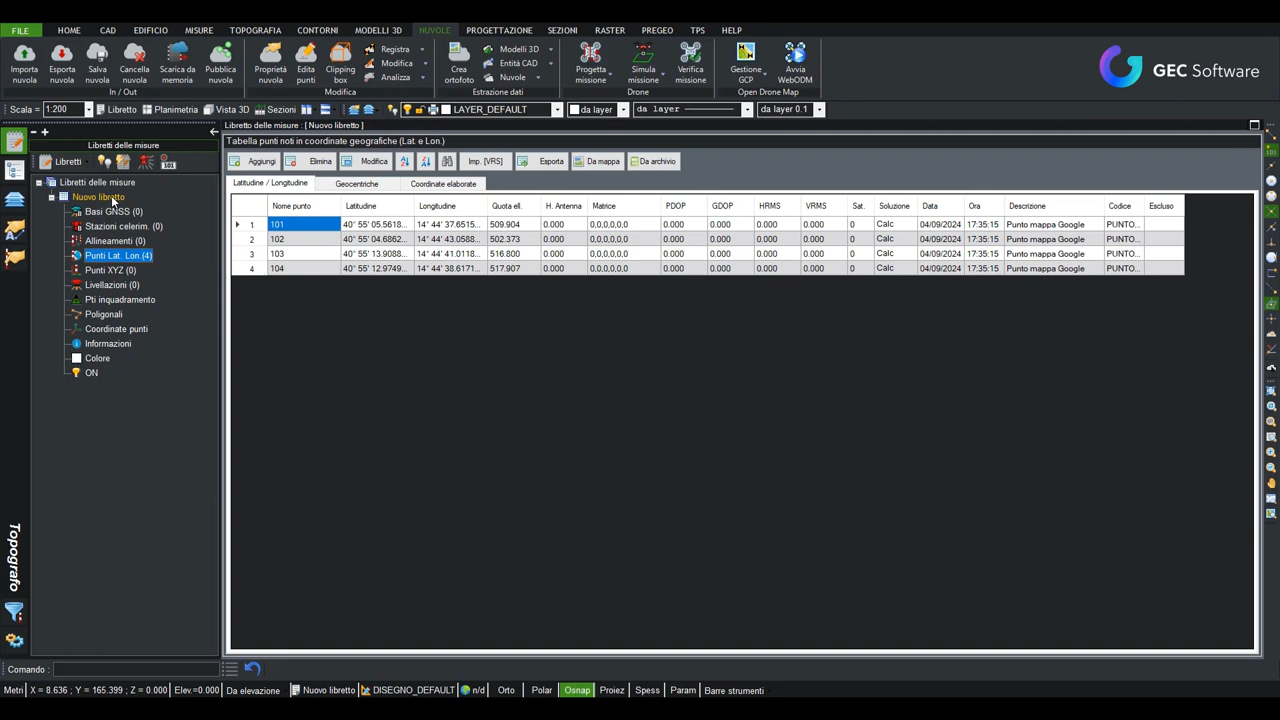 FILE HOME CAD EDIFICIO MISURE TOPOGRAFIA CONTORNI MODELLI 3D NUVOLE PROGETTAZIONE SEZIONI RASTER PREGEO TPS HELP
Importa nuvola
Esporta nuvola
Salva nuvola
Cancella nuvola
Scarica da memoria
Pubblica nuvola
In / Out
Proprietà nuvola
Edita punti
Clipping box
Registra
Modifica
Analizza
Modifica
Crea ortofoto
Modelli 3D
Entità CAD
Nuvole
Estrazione dati
Progetta missione
Simula missione
Verifica missione
Drone
Gestione GCP
Avvia WebODM
Open Drone Map
GEC Software
Scala = 1:200 Libretto Planimetria Vista 3D Sezioni LAYER_DEFAULT da layer da layer da layer 0.1
Libretti delle misure
Libretti
Libretti delle misure
Nuovo libretto
Basi GNSS (0)
Stazioni celerim. (0)
Allineamenti (0)
Punti Lat. Lon.(4)
Punti XYZ (0)
Livellazioni (0)
Pti inquadramento
Poligonali
Coordinate punti
Informazioni
Colore
ON
Topografo
Libretto delle misure : [ Nuovo libretto ]
Tabella punti noti in coordinate geografiche (Lat. e Lon.)
Aggiungi Elimina Modifica Imp. [VRS] Esporta Da mappa Da archivio
Latitudine / Longitudine Geocentriche Coordinate elaborate
Nome punto Latitudine Longitudine Quota ell. H. Antenna Matrice PDOP GDOP HRMS VRMS Sat. Soluzione Data Ora Descrizione Codice Escluso
1 101 40° 55' 05.5618... 14° 44' 37.6515... 509.904 0.000 0,0,0,0,0,0 0.000 0.000 0.000 0.000 0 Calc 04/09/2024 17:35:15 Punto mappa Google PUNTO...
2 102 40° 55' 04.6862... 14° 44' 43.0588... 502.373 0.000 0,0,0,0,0,0 0.000 0.000 0.000 0.000 0 Calc 04/09/2024 17:35:15 Punto mappa Google PUNTO...
3 103 40° 55' 13.9088... 14° 44' 41.0118... 516.800 0.000 0,0,0,0,0,0 0.000 0.000 0.000 0.000 0 Calc 04/09/2024 17:35:15 Punto mappa Google PUNTO...
4 104 40° 55' 12.9749... 14° 44' 38.6171... 517.907 0.000 0,0,0,0,0,0 0.000 0.000 0.000 0.000 0 Calc 04/09/2024 17:35:15 Punto mappa Google PUNTO...
Comando :
Metri X = 8.636 ; Y = 165.399; Z = 0.000 Elev.=0.000 Da elevazione Nuovo libretto DISEGNO_DEFAULT n/d Orto Polar Osnap Proiez Spess Param Barre strumenti